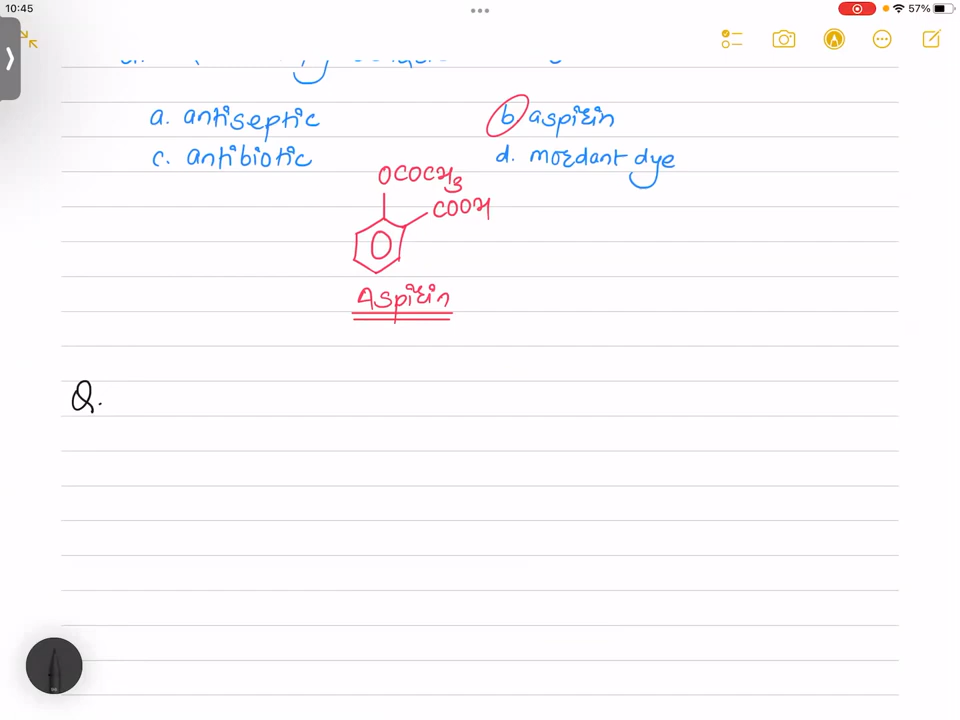 10:45
57%
a. antiseptic b aspirin
c. antibiotic d. mordant dye
OCOCH3
COOH
Aspirin
Q.